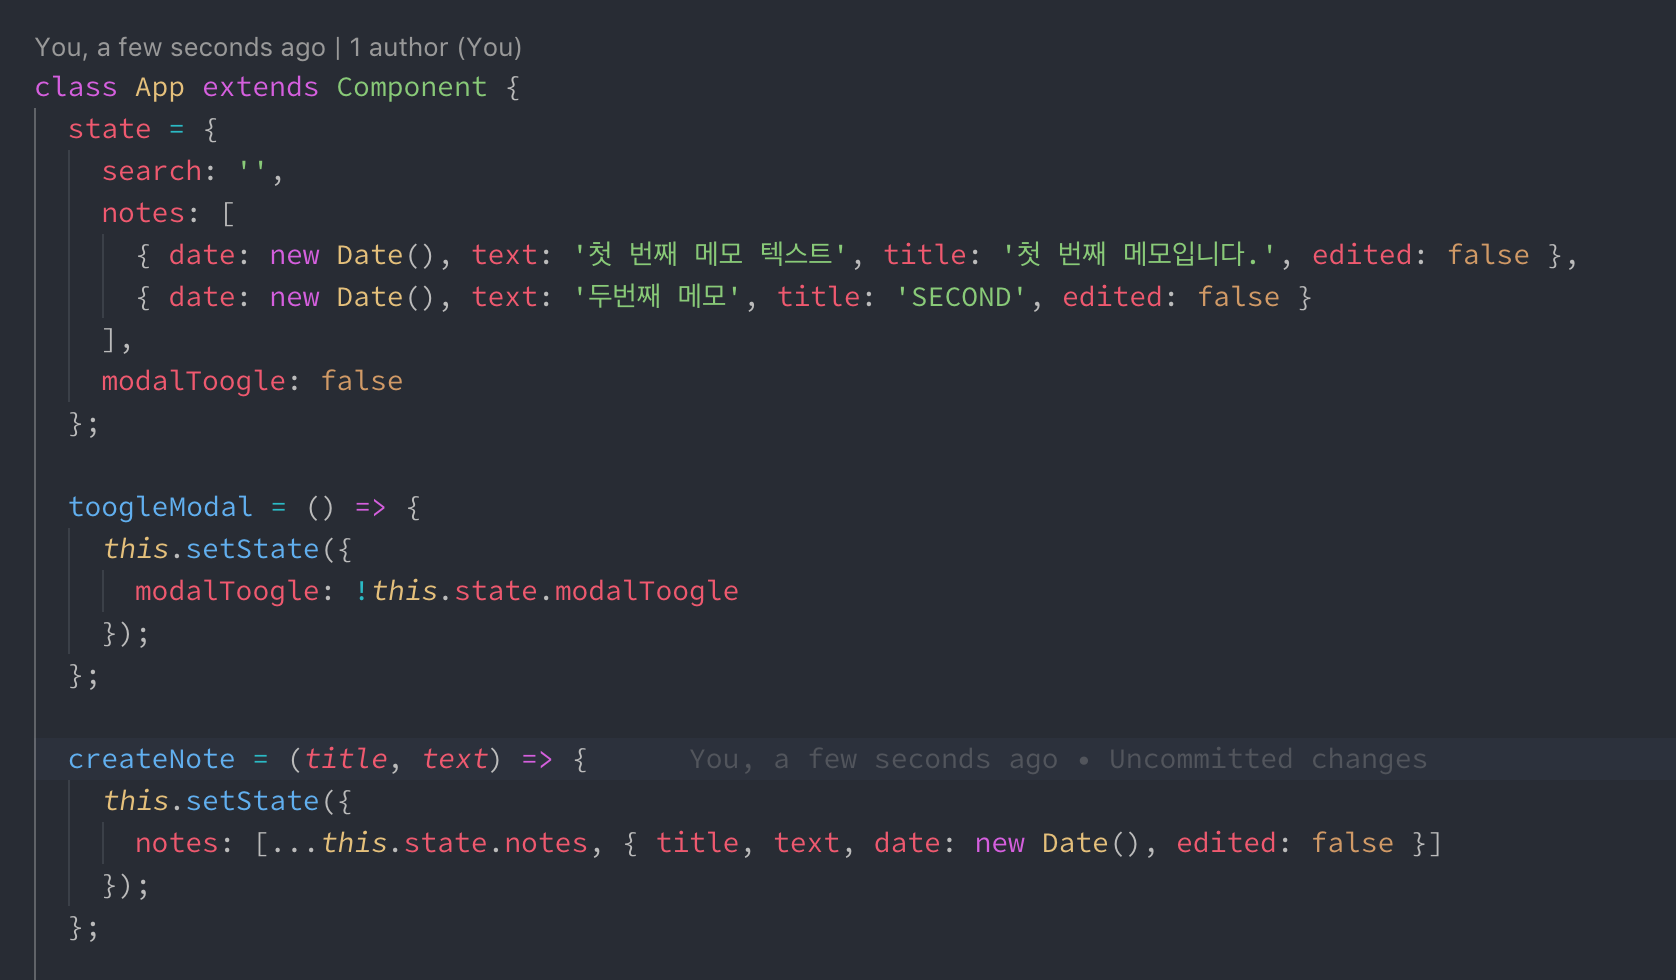 You, a few seconds ago | 1 author (You)
class App extends Component {
state = {
search: '',
notes: [
{ date: new Date(), text: '첫 번째 메모 텍스트', title: '첫 번째 메모입니다.', edited: false },
{ date: new Date(), text: '두번째 메모', title: 'SECOND', edited: false }
],
modalToogle: false
};
toogleModal = () => {
this.setState({
modalToogle: !this.state.modalToogle
});
};
createNote = (title, text) => { You, a few seconds ago • Uncommitted changes
this.setState({
notes: [...this.state.notes, { title, text, date: new Date(), edited: false }]
});
};